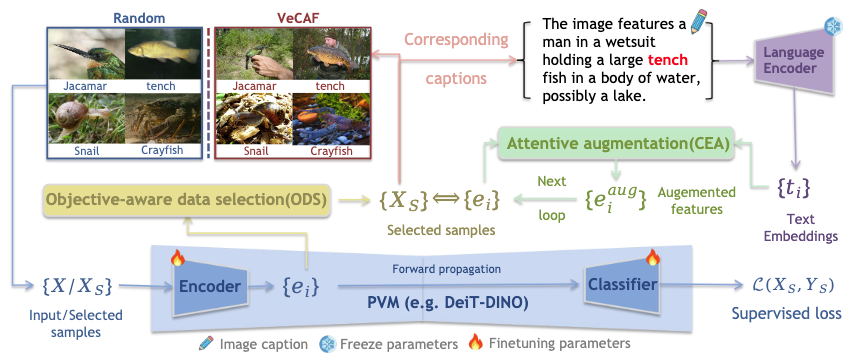 Random
VeCAF
Jacamar
tench
Jacamar
tench
Snail
Crayfish
Snail
Crayfish
Corresponding
captions
The image features a
man in a wetsuit
holding a large tench
fish in a body of water,
possibly a lake.
Language
Encoder
Attentive augmentation(CEA)
Objective-aware data selection(ODS)
{X_S} ⇔ {e_i}
Selected samples
Next
loop
{e_i^{aug}}
Augemented
features
{t_i}
Text
Embeddings
{X/X_S}
Input/Selected
samples
Encoder
{e_i}
Forward propagation
PVM (e.g. DeiT-DINO)
Classifier
ℒ(X_S, Y_S)
Supervised loss
Image caption
Freeze parameters
Finetuning parameters